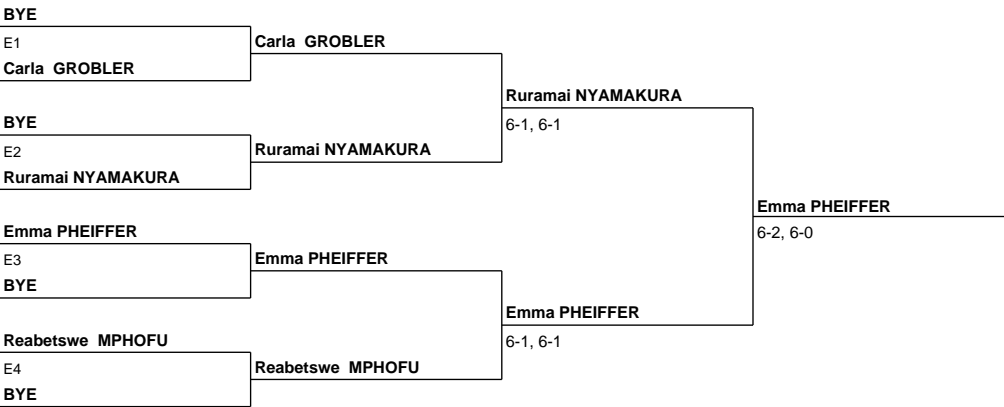 BYE
E1
Carla GROBLER
Carla GROBLER
BYE
E2
Ruramai NYAMAKURA
Ruramai NYAMAKURA
Ruramai NYAMAKURA
6-1, 6-1
Emma PHEIFFER
E3
BYE
Emma PHEIFFER
Reabetswe MPHOFU
E4
BYE
Reabetswe MPHOFU
Emma PHEIFFER
6-1, 6-1
Emma PHEIFFER
6-2, 6-0